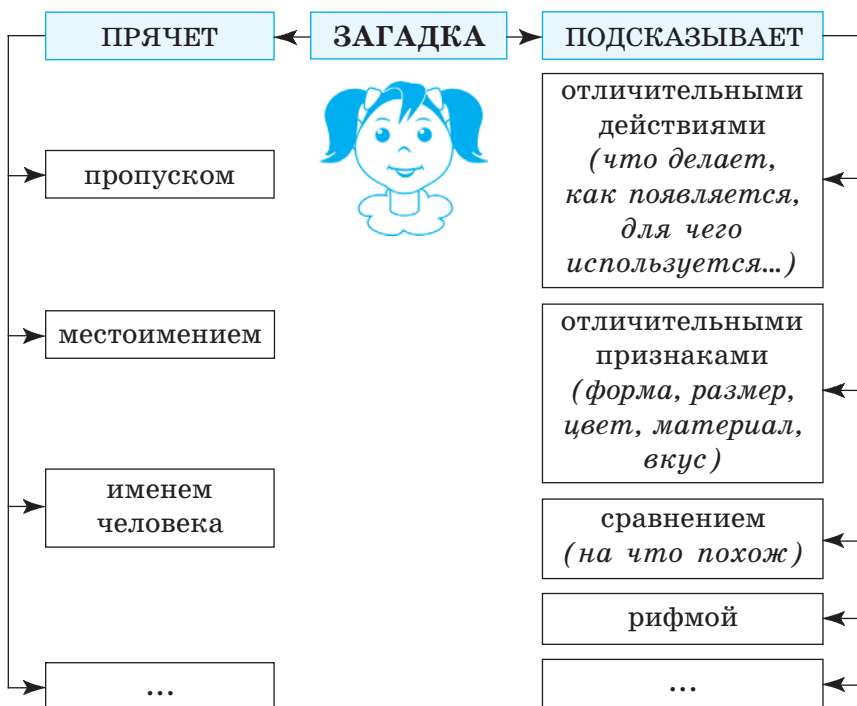 ПРЯЧЕТ
ЗАГАДКА
ПОДСКАЗЫВАЕТ
пропуском
местоимением
именем
человека
...
отличительными
действиями
(что делает,
как появляется,
для чего
используется...)
отличительными
признаками
(форма, размер,
цвет, материал,
вкус)
сравнением
(на что похож)
рифмой
...